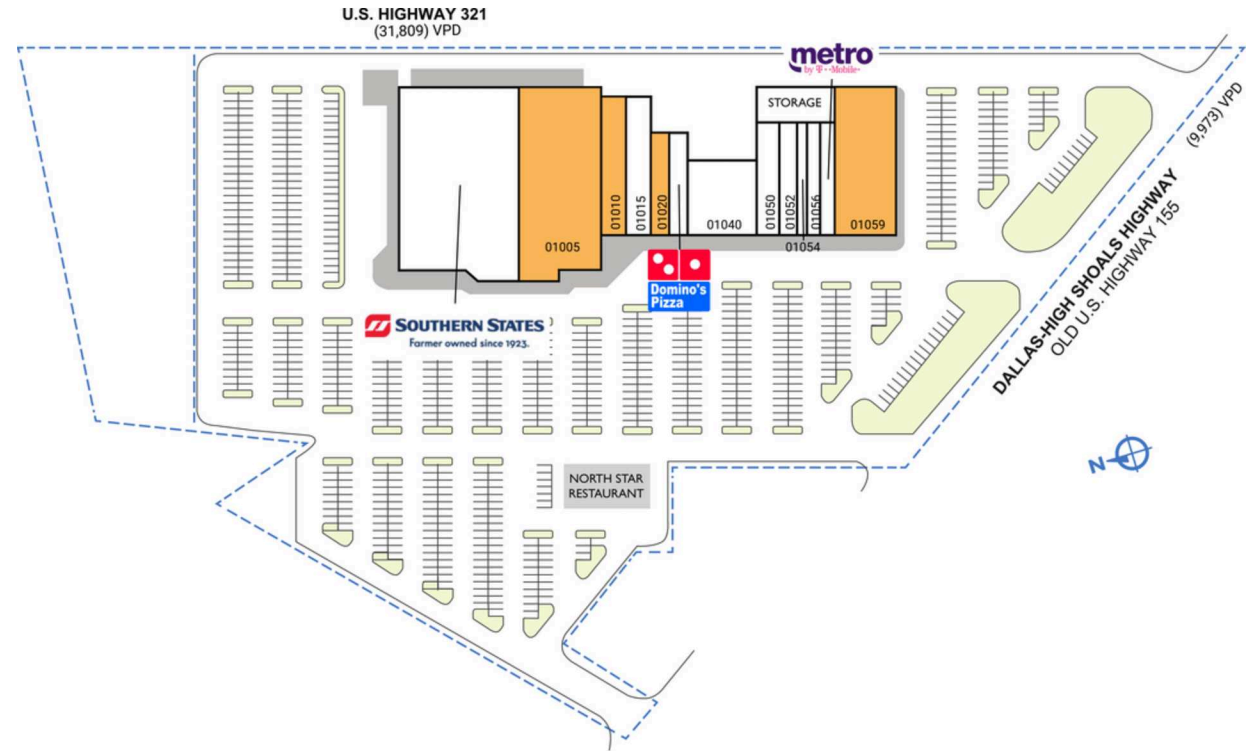 U.S. HIGHWAY 321
(31,809) VPD
metro
by T-Mobile
STORAGE
(9,973) VPD
01005
01010
01015
01020
01040
01050
01052
01054
01056
01059
Domino's
Pizza
SOUTHERN STATES
Farmer owned since 1923.
DALLAS-HIGH SHOALS HIGHWAY
OLD U.S. HIGHWAY 155
N
NORTH STAR
RESTAURANT